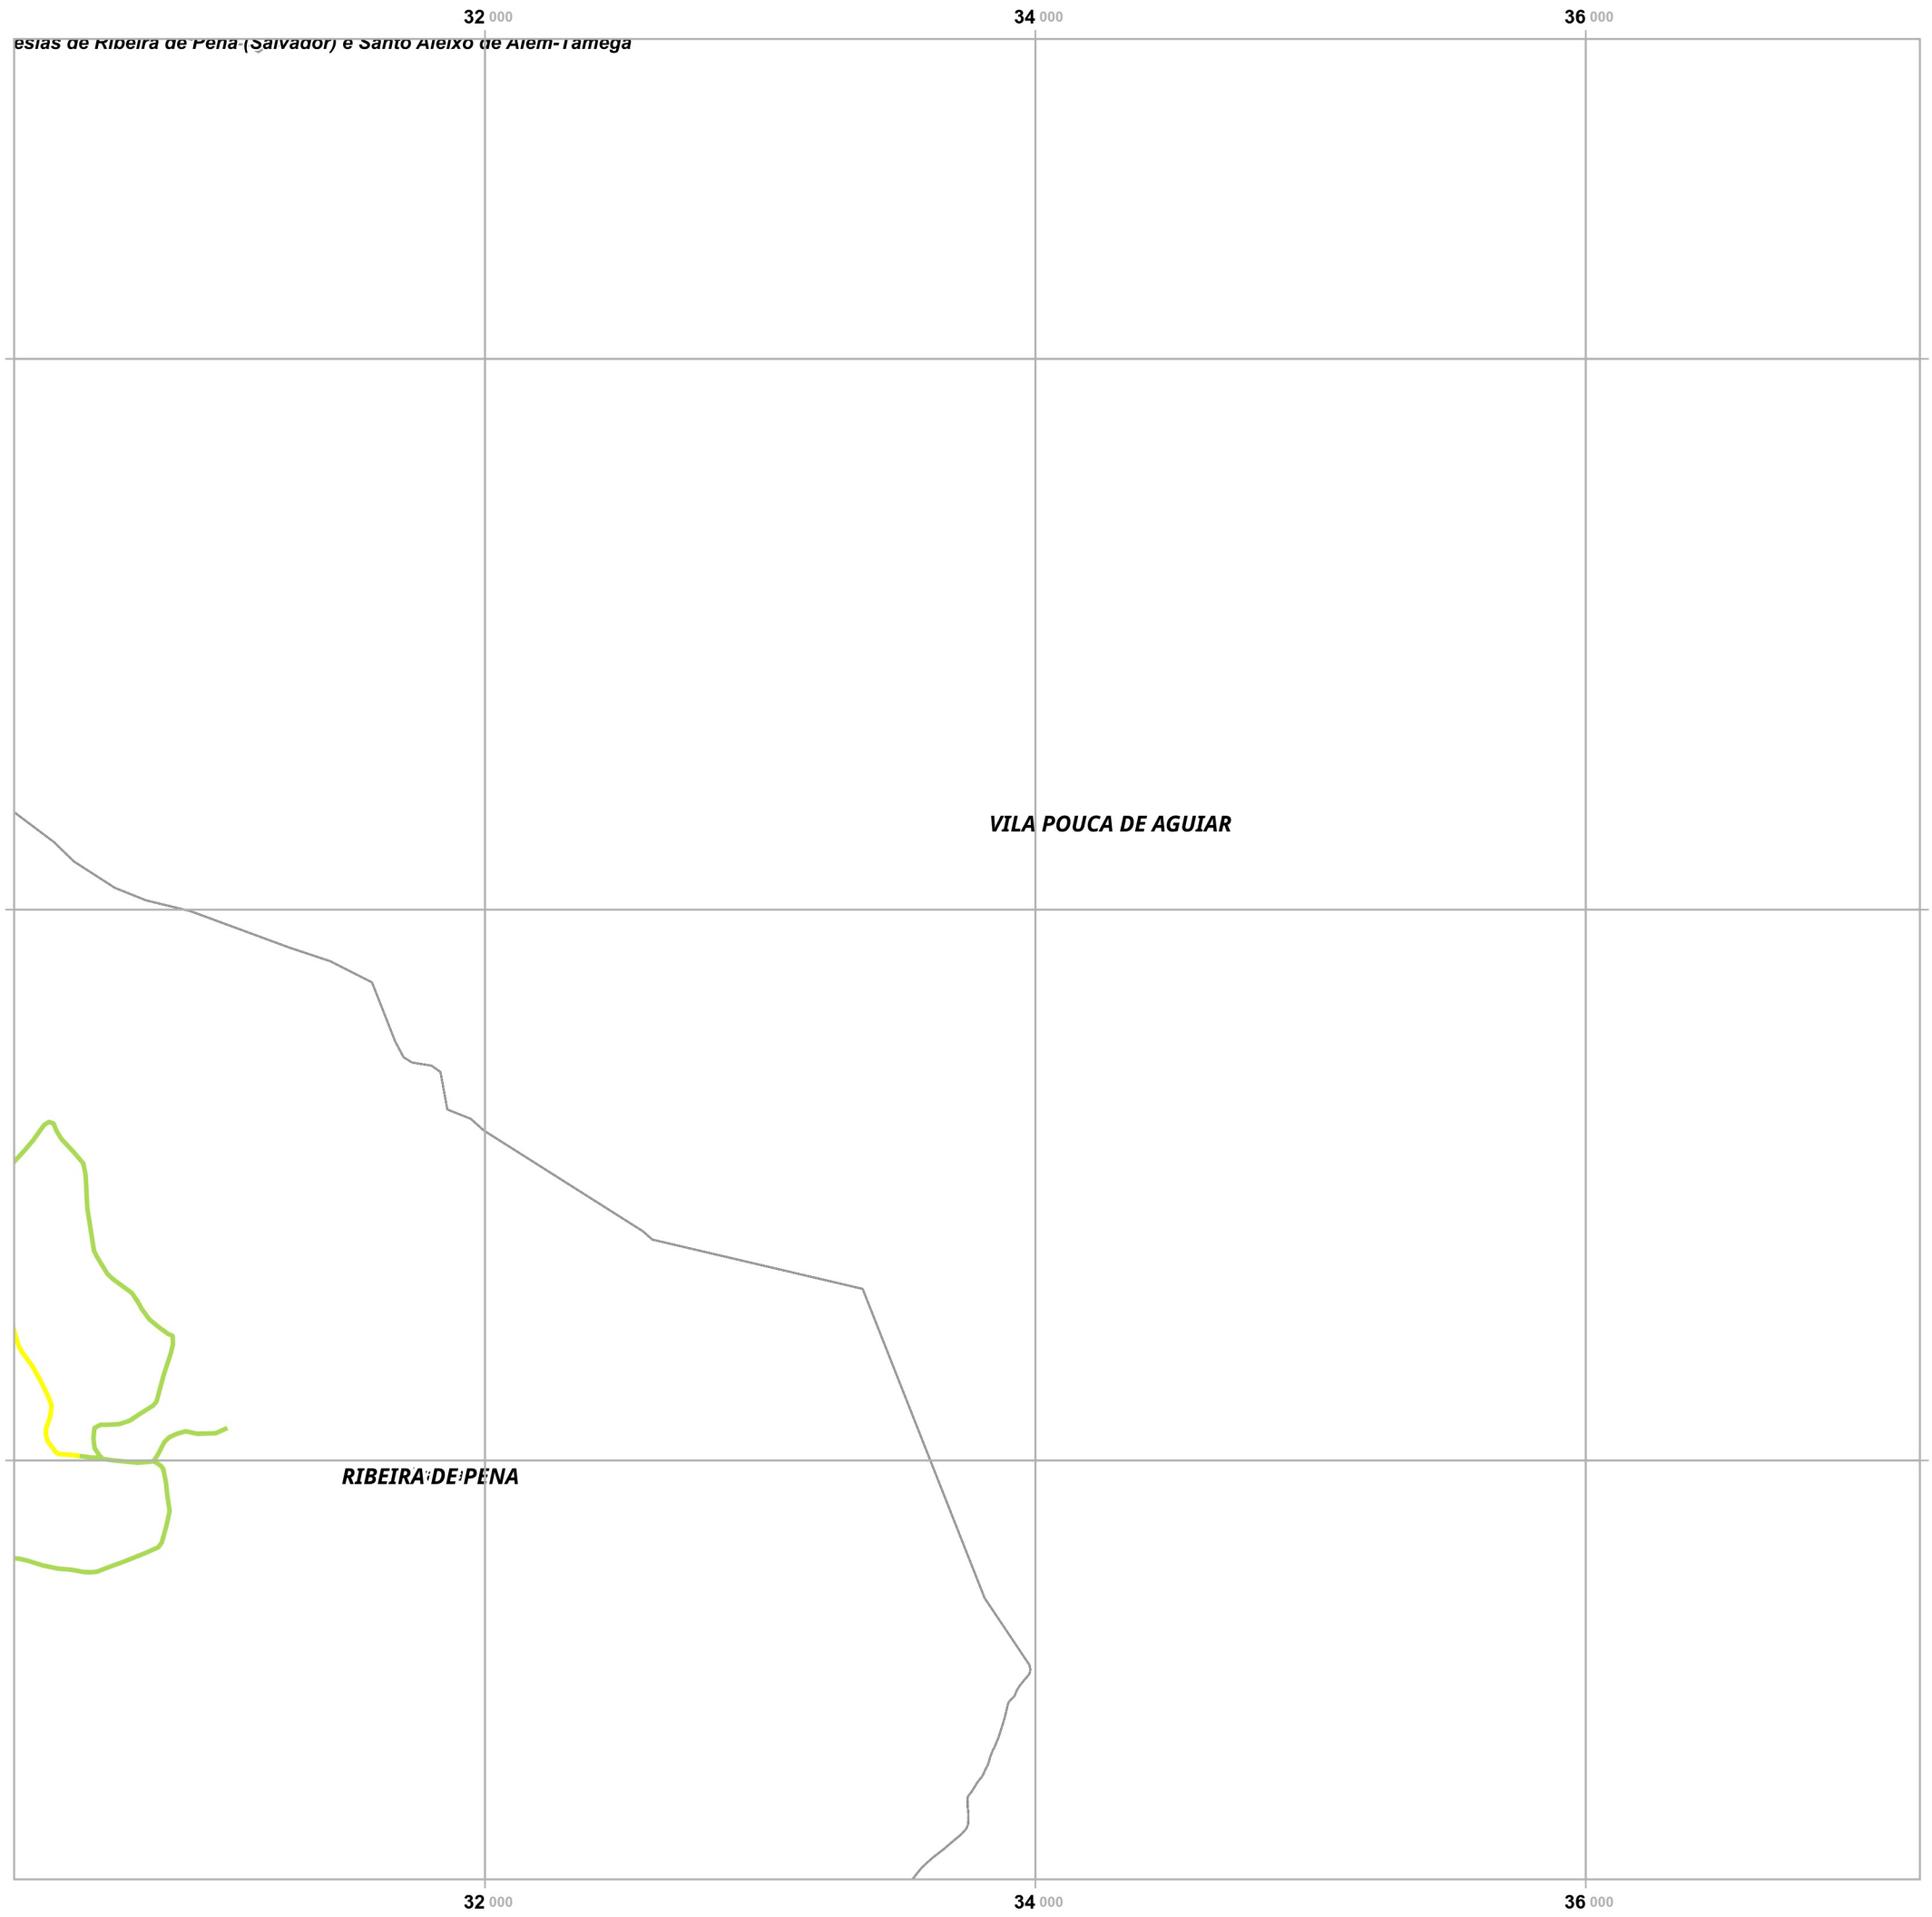 32 000 34 000 36 000
esias de Ribeira de Pena (Salvador) e Santo Aleixo de Além-Tâmega
VILA POUCA DE AGUIAR
RIBEIRA DE PENA
32 000 34 000 36 000